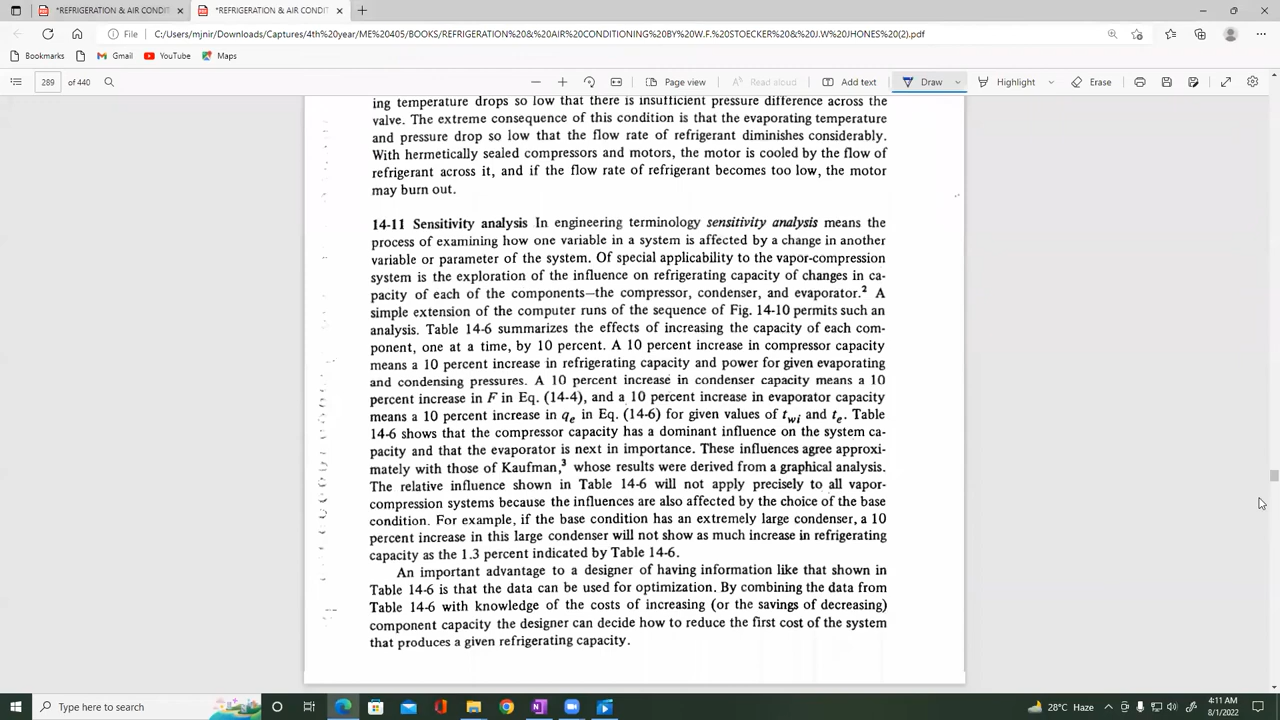 *REFRIGERATION & AIR CONDIT
*REFRIGERATION & AIR CONDIT
File
C:/Users/mjnir/Downloads/Captures/4th%20year/ME%20405/BOOKS/REFRIGERATION%20&%20AIR%20CONDITIONING%20BY%20W.F.%20STOECKER%20&%20J.W%20JHONES%20(2).pdf
Bookmarks
Gmail
YouTube
Maps
289 of 440
Page view
Read aloud
Add text
Draw
Highlight
Erase
ing temperature drops so low that there is insufficient pressure difference across the
valve. The extreme consequence of this condition is that the evaporating temperature
and pressure drop so low that the flow rate of refrigerant diminishes considerably.
With hermetically sealed compressors and motors, the motor is cooled by the flow of
refrigerant across it, and if the flow rate of refrigerant becomes too low, the motor
may burn out.
14-11 Sensitivity analysis In engineering terminology sensitivity analysis means the
process of examining how one variable in a system is affected by a change in another
variable or parameter of the system. Of special applicability to the vapor-compression
system is the exploration of the influence on refrigerating capacity of changes in ca-
pacity of each of the components—the compressor, condenser, and evaporator.² A
simple extension of the computer runs of the sequence of Fig. 14-10 permits such an
analysis. Table 14-6 summarizes the effects of increasing the capacity of each com-
ponent, one at a time, by 10 percent. A 10 percent increase in compressor capacity
means a 10 percent increase in refrigerating capacity and power for given evaporating
and condensing pressures. A 10 percent increase in condenser capacity means a 10
percent increase in F in Eq. (14-4), and a 10 percent increase in evaporator capacity
means a 10 percent increase in qe in Eq. (14-6) for given values of twi and te. Table
14-6 shows that the compressor capacity has a dominant influence on the system ca-
pacity and that the evaporator is next in importance. These influences agree approxi-
mately with those of Kaufman,³ whose results were derived from a graphical analysis.
The relative influence shown in Table 14-6 will not apply precisely to all vapor-
compression systems because the influences are also affected by the choice of the base
condition. For example, if the base condition has an extremely large condenser, a 10
percent increase in this large condenser will not show as much increase in refrigerating
capacity as the 1.3 percent indicated by Table 14-6.
An important advantage to a designer of having information like that shown in
Table 14-6 is that the data can be used for optimization. By combining the data from
Table 14-6 with knowledge of the costs of increasing (or the savings of decreasing)
component capacity the designer can decide how to reduce the first cost of the system
that produces a given refrigerating capacity.
Type here to search
28°C Haze
4:11 AM
8/1/2022